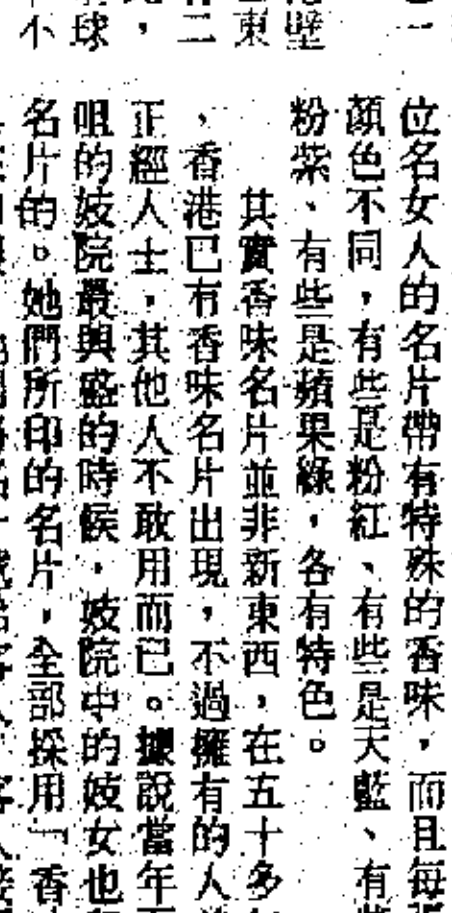 一
壁
東
二
，
球
不
位名女人的名片帶有特殊的香味，而且每
顏色不同，有些是粉紅、有些是天藍、有
粉紫、有些是蘋果綠，各有特色。
其實香味名片並非新東西，在五十多
、香港已有香味名片出現，不過擁有的人
正經人士，其他人不敢用而已。據說當年
咀的妓院最興盛的時候，妓院中的妓女也
名片的。她們所印的名片，全部採用「香